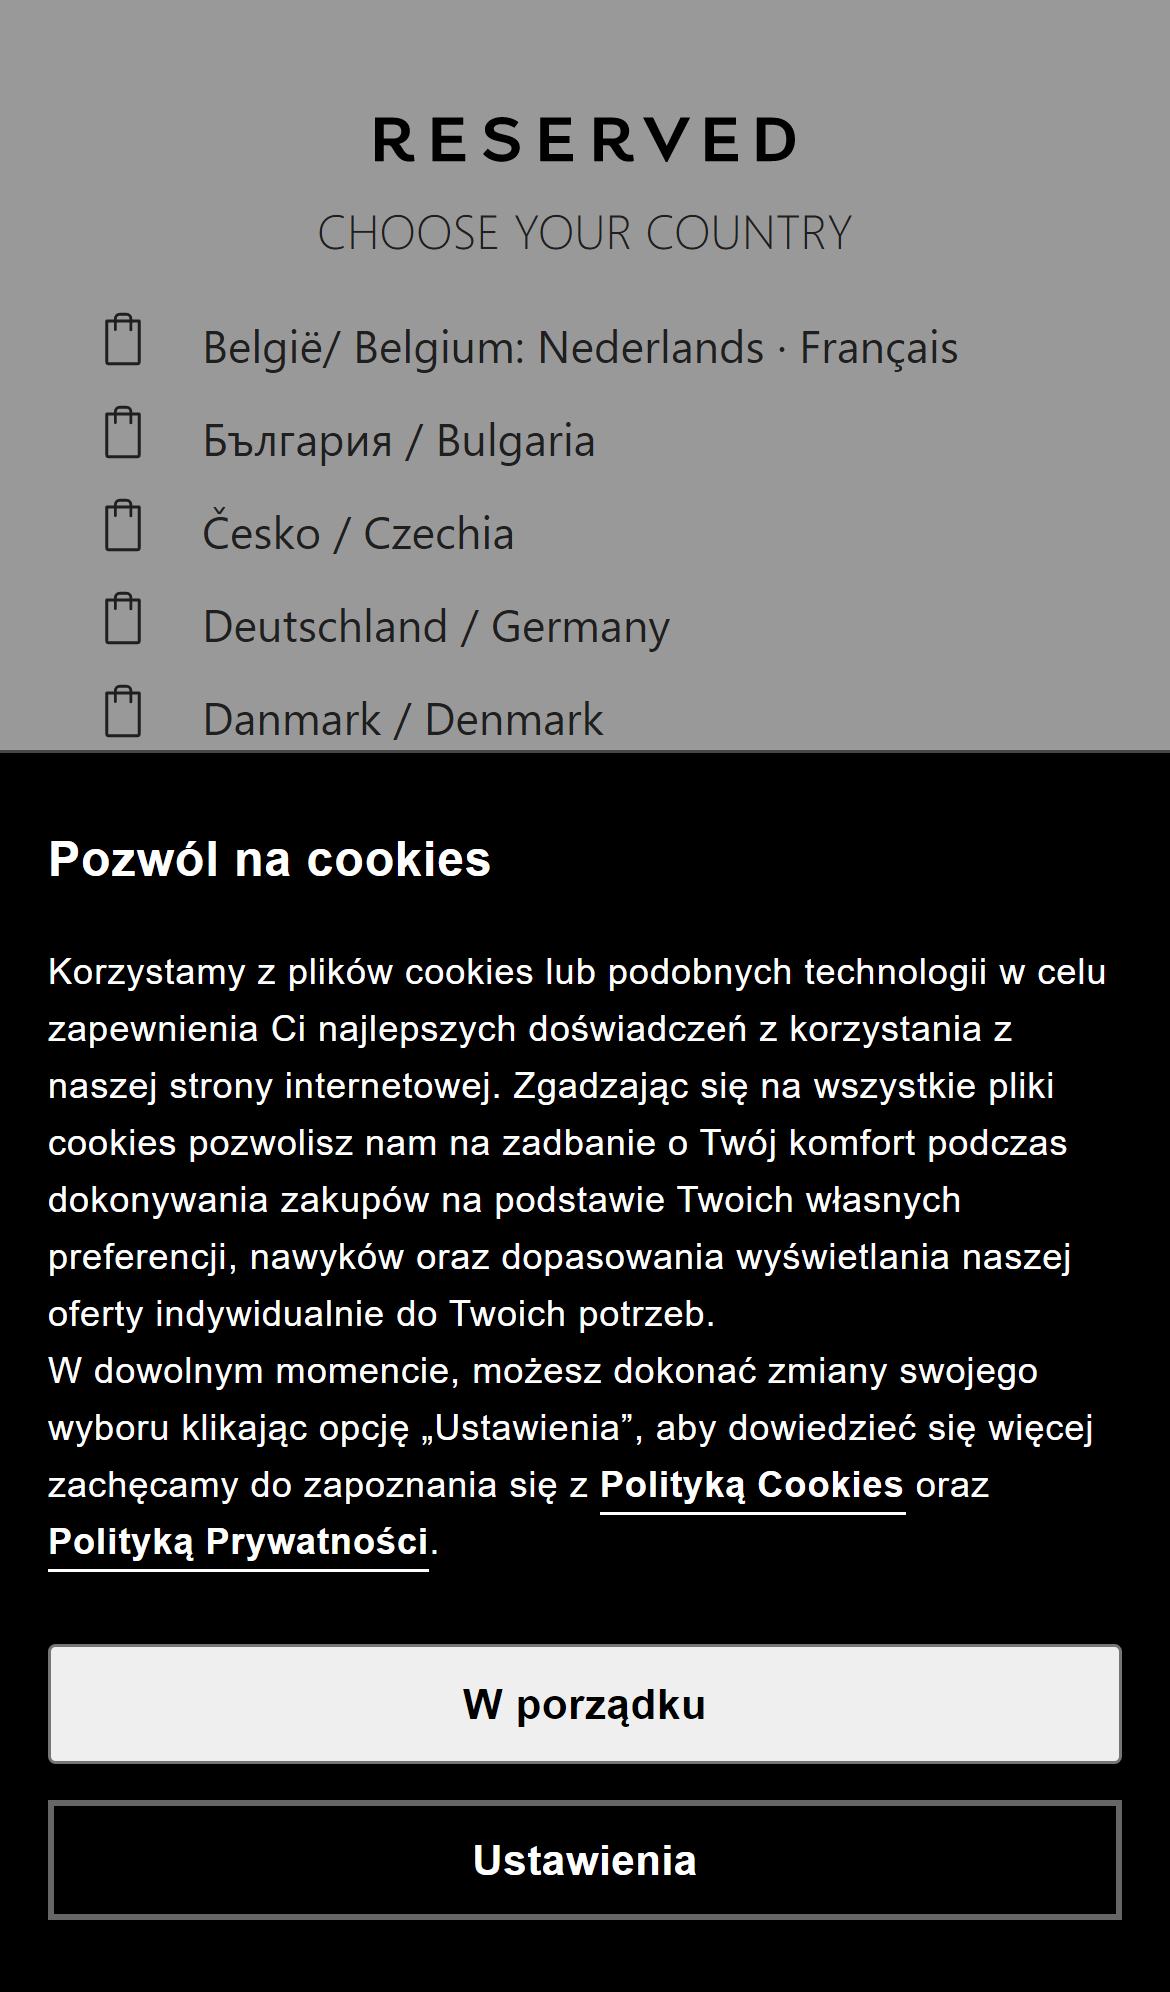 RESERVED
CHOOSE YOUR COUNTRY
België/ Belgium: Nederlands · Français
България / Bulgaria
Česko / Czechia
Deutschland / Germany
Danmark / Denmark
Pozwól na cookies
Korzystamy z plików cookies lub podobnych technologii w celu
zapewnienia Ci najlepszych doświadczeń z korzystania z
naszej strony internetowej. Zgadzając się na wszystkie pliki
cookies pozwolisz nam na zadbanie o Twój komfort podczas
dokonywania zakupów na podstawie Twoich własnych
preferencji, nawyków oraz dopasowania wyświetlania naszej
oferty indywidualnie do Twoich potrzeb.
W dowolnym momencie, możesz dokonać zmiany swojego
wyboru klikając opcję „Ustawienia”, aby dowiedzieć się więcej
zachęcamy do zapoznania się z Polityką Cookies oraz
Polityką Prywatności.
W porządku
Ustawienia